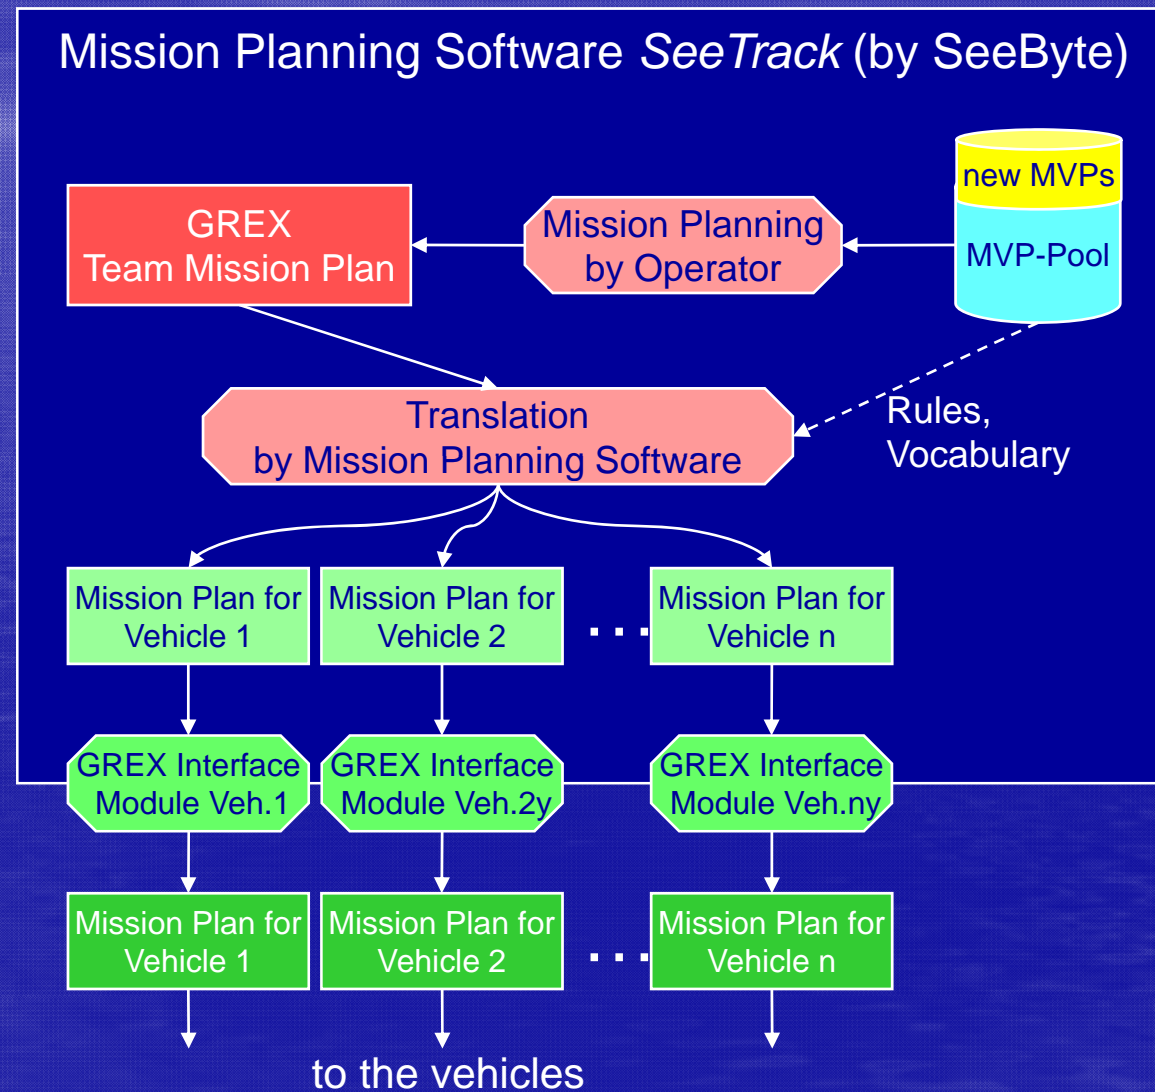 Mission Planning Software SeeTrack (by SeeByte)
new MVPs
MVP-Pool
Mission Planning
by Operator
GREX
Team Mission Plan
Translation
by Mission Planning Software
Rules,
Vocabulary
Mission Plan for
Vehicle 1
Mission Plan for
Vehicle 2
. . .
Mission Plan for
Vehicle n
GREX Interface
Module Veh.1
GREX Interface
Module Veh.2y
GREX Interface
Module Veh.ny
Mission Plan for
Vehicle 1
Mission Plan for
Vehicle 2
. . .
Mission Plan for
Vehicle n
to the vehicles